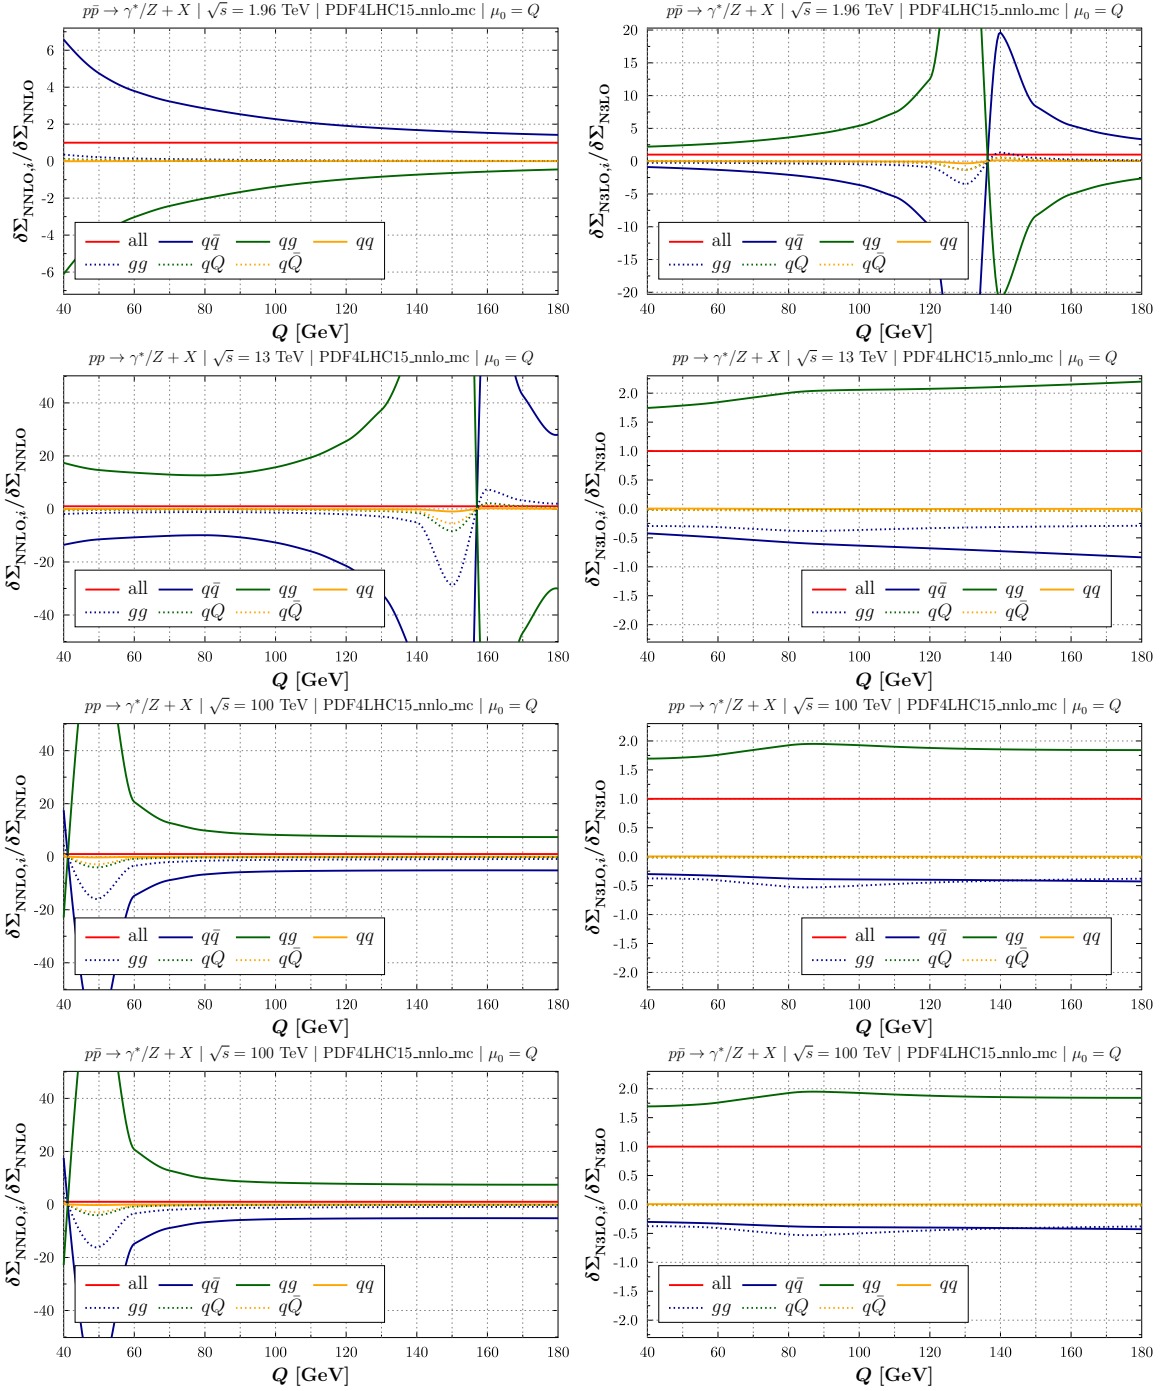 pp̄ → γ*/Z + X | √s = 1.96 TeV | PDF4LHC15_nnlo_mc | μ₀ = Q
δΣNNLO,i/δΣNNLO
6
4
2
0
-2
-4
-6
all qq̄ qg qq
gg qQ qQ̄
40 60 80 100 120 140 160 180
Q [GeV]
pp̄ → γ*/Z + X | √s = 1.96 TeV | PDF4LHC15_nnlo_mc | μ₀ = Q
δΣN3LO,i/δΣN3LO
20
15
10
5
0
-5
-10
-15
-20
all qq̄ qg qq
gg qQ qQ̄
40 60 80 100 120 140 160 180
Q [GeV]
pp → γ*/Z + X | √s = 13 TeV | PDF4LHC15_nnlo_mc | μ₀ = Q
δΣNNLO,i/δΣNNLO
40
20
0
-20
-40
all qq̄ qg qq
gg qQ qQ̄
40 60 80 100 120 140 160 180
Q [GeV]
pp → γ*/Z + X | √s = 13 TeV | PDF4LHC15_nnlo_mc | μ₀ = Q
δΣN3LO,i/δΣN3LO
2.0
1.5
1.0
0.5
0.0
-0.5
-1.0
-1.5
-2.0
all qq̄ qg qq
gg qQ qQ̄
40 60 80 100 120 140 160 180
Q [GeV]
pp → γ*/Z + X | √s = 100 TeV | PDF4LHC15_nnlo_mc | μ₀ = Q
δΣNNLO,i/δΣNNLO
40
20
0
-20
-40
all qq̄ qg qq
gg qQ qQ̄
40 60 80 100 120 140 160 180
Q [GeV]
pp → γ*/Z + X | √s = 100 TeV | PDF4LHC15_nnlo_mc | μ₀ = Q
δΣN3LO,i/δΣN3LO
2.0
1.5
1.0
0.5
0.0
-0.5
-1.0
-1.5
-2.0
all qq̄ qg qq
gg qQ qQ̄
40 60 80 100 120 140 160 180
Q [GeV]
pp̄ → γ*/Z + X | √s = 100 TeV | PDF4LHC15_nnlo_mc | μ₀ = Q
δΣNNLO,i/δΣNNLO
40
20
0
-20
-40
all qq̄ qg qq
gg qQ qQ̄
40 60 80 100 120 140 160 180
Q [GeV]
pp̄ → γ*/Z + X | √s = 100 TeV | PDF4LHC15_nnlo_mc | μ₀ = Q
δΣN3LO,i/δΣN3LO
2.0
1.5
1.0
0.5
0.0
-0.5
-1.0
-1.5
-2.0
all qq̄ qg qq
gg qQ qQ̄
40 60 80 100 120 140 160 180
Q [GeV]